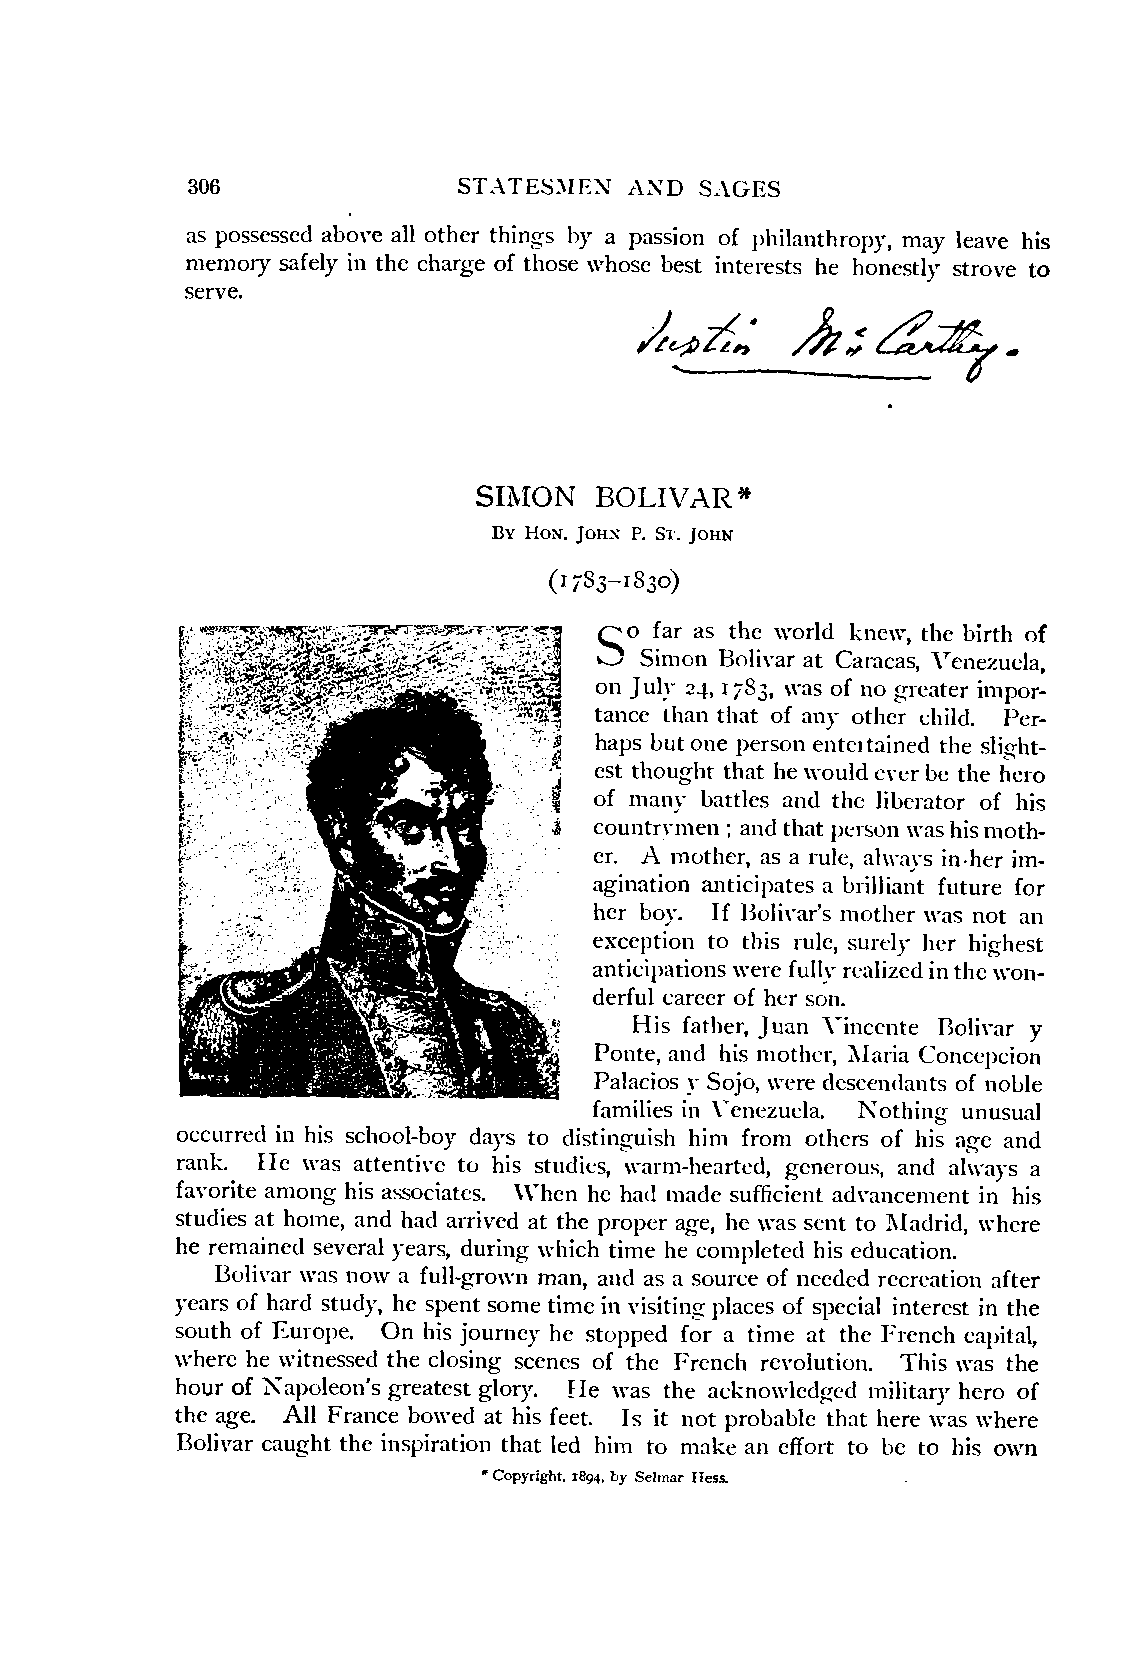 306 STATESMEN AND SAGES
as possessed above all other things by a passion of philanthropy, may leave his
memory safely in the charge of those whose best interests he honestly strove to
serve.
Justin McCarthy.
SIMON BOLIVAR*
BY HON. JOHN P. ST. JOHN
(1783–1830)
So far as the world knew, the birth of
Simon Bolivar at Caracas, Venezuela,
on July 24, 1783, was of no greater impor-
tance than that of any other child. Per-
haps but one person entertained the slight-
est thought that he would ever be the hero
of many battles and the liberator of his
countrymen ; and that person was his moth-
er. A mother, as a rule, always in her im-
agination anticipates a brilliant future for
her boy. If Bolivar's mother was not an
exception to this rule, surely her highest
anticipations were fully realized in the won-
derful career of her son.
His father, Juan Vincente Bolivar y
Ponte, and his mother, Maria Concepcion
Palacios y Sojo, were descendants of noble
families in Venezuela. Nothing unusual
occurred in his school-boy days to distinguish him from others of his age and
rank. He was attentive to his studies, warm-hearted, generous, and always a
favorite among his associates. When he had made sufficient advancement in his
studies at home, and had arrived at the proper age, he was sent to Madrid, where
he remained several years, during which time he completed his education.
Bolivar was now a full-grown man, and as a source of needed recreation after
years of hard study, he spent some time in visiting places of special interest in the
south of Europe. On his journey he stopped for a time at the French capital,
where he witnessed the closing scenes of the French revolution. This was the
hour of Napoleon's greatest glory. He was the acknowledged military hero of
the age. All France bowed at his feet. Is it not probable that here was where
Bolivar caught the inspiration that led him to make an effort to be to his own
* Copyright, 1894, by Selmar Hess.